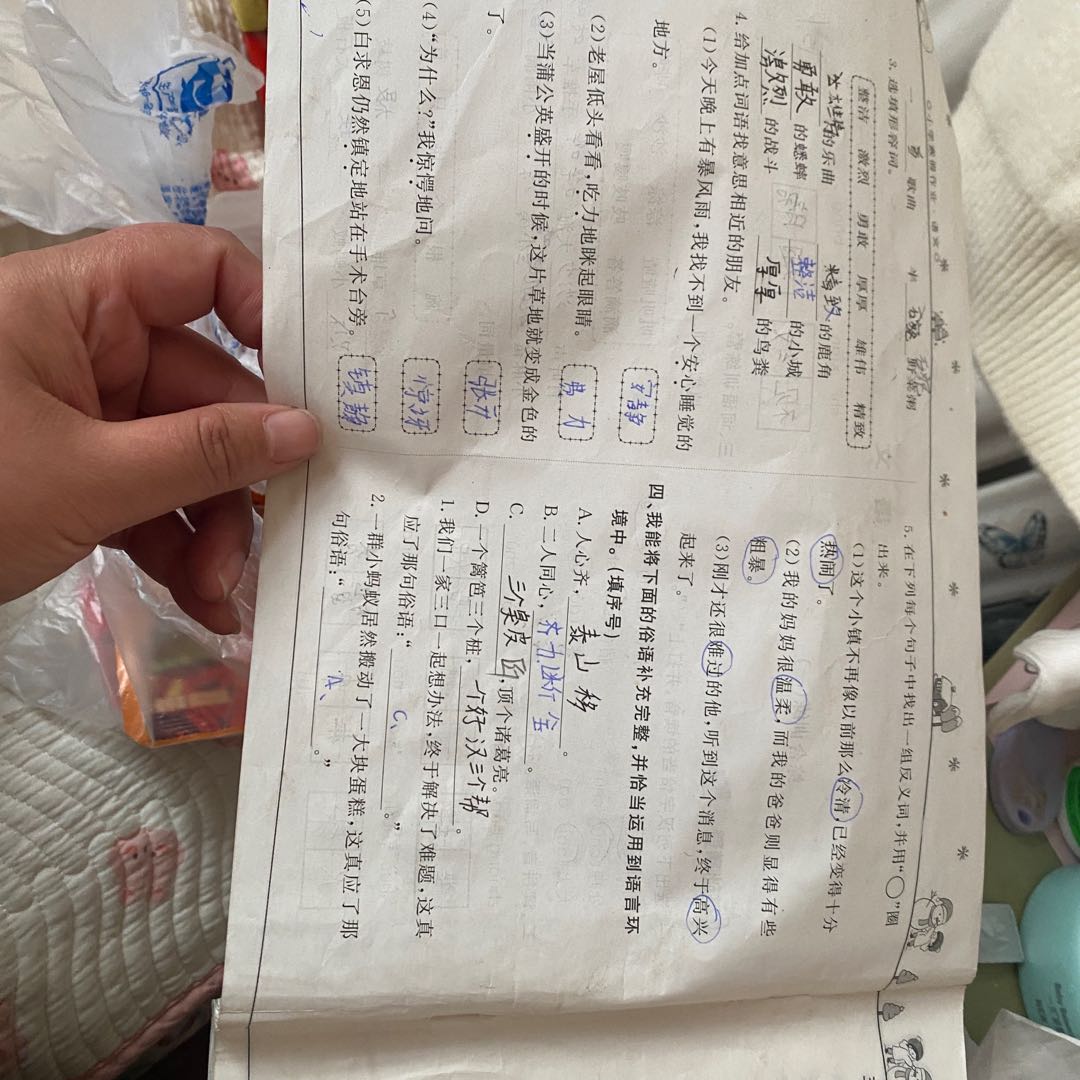 小学寒假作业·语文
一 歌曲
3. 选填形容词。
整洁 激烈 勇敢 厚厚 雄伟 精致
的乐曲 精致的鹿角
勇敢的蟋蟀 整洁的小城
激烈的战斗 厚厚的鸟粪
4. 给加点词语找意思相近的朋友。
(1)今天晚上有暴风雨,我找不到一个安心睡觉的
地方。
(2)老屋低头看看,吃力地眯起眼睛。
(3)当蒲公英盛开的时候,这片草地就变成金色的
了。
(4)“为什么?”我惊愕地问。
(5)白求恩仍然镇定地站在手术台旁。
镇静
5. 在下列每个句子中找出一组反义词,并用“○”圈
出来。
(1)这个小镇不再像以前那么冷清,已经变得十分
热闹了。
(2)我的妈妈很温柔,而我的爸爸则显得有些
粗暴。
(3)刚才还很难过的他,听到这个消息,终于高兴
起来了。
四、我能将下面的俗语补充完整,并恰当运用到语言环
境中。(填序号)
A. 人心齐,泰山移。
B. 二人同心,齐力断金。
C. 三个臭皮匠,顶个诸葛亮。
D. 一个篱笆三个桩,一个好汉三个帮。
1. 我们一家三口一起想办法,终于解决了难题,这真
应了那句俗语:“C、。”
2. 一群小蚂蚁居然搬动了一大块蛋糕,这真应了那
句俗语:“A、。”